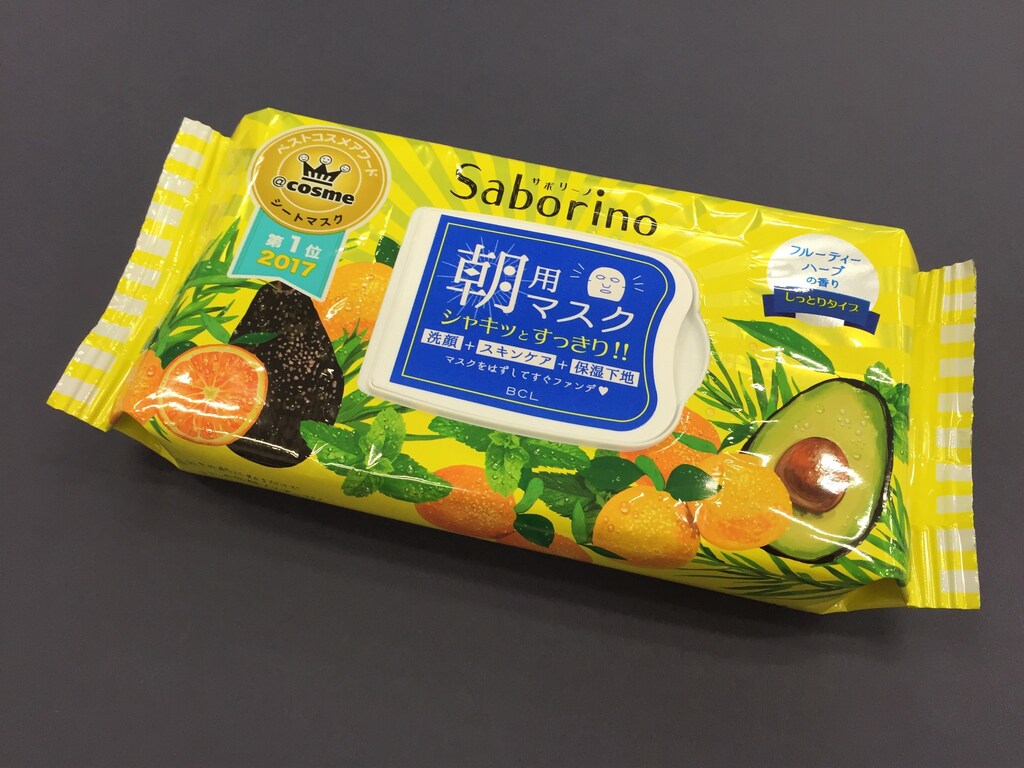 ベストコスメアワード
@cosme
シートマスク
第1位
2017
サボリーノ
Saborino
朝用マスク
シャキッとすっきり!!
洗顔+スキンケア+保湿下地
マスクをはずしてすぐファンデ♥
BCL
フルーティー
ハーブ
の香り
しっとりタイプ